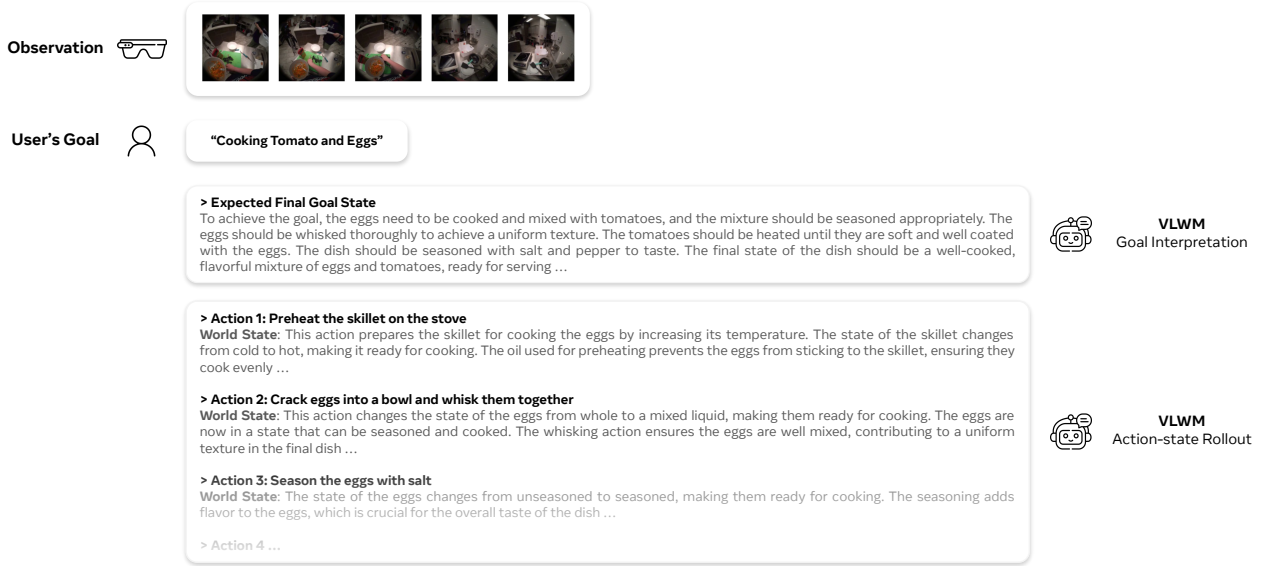 Observation
User's Goal
“Cooking Tomato and Eggs”
> Expected Final Goal State
To achieve the goal, the eggs need to be cooked and mixed with tomatoes, and the mixture should be seasoned appropriately. The
eggs should be whisked thoroughly to achieve a uniform texture. The tomatoes should be heated until they are soft and well coated
with the eggs. The dish should be seasoned with salt and pepper to taste. The final state of the dish should be a well-cooked,
flavorful mixture of eggs and tomatoes, ready for serving …
VLWM
Goal Interpretation
> Action 1: Preheat the skillet on the stove
World State: This action prepares the skillet for cooking the eggs by increasing its temperature. The state of the skillet changes
from cold to hot, making it ready for cooking. The oil used for preheating prevents the eggs from sticking to the skillet, ensuring they
cook evenly …
> Action 2: Crack eggs into a bowl and whisk them together
World State: This action changes the state of the eggs from whole to a mixed liquid, making them ready for cooking. The eggs are
now in a state that can be seasoned and cooked. The whisking action ensures the eggs are well mixed, contributing to a uniform
texture in the final dish …
> Action 3: Season the eggs with salt
World State: The state of the eggs changes from unseasoned to seasoned, making them ready for cooking. The seasoning adds
flavor to the eggs, which is crucial for the overall taste of the dish …
> Action 4 …
VLWM
Action-state Rollout